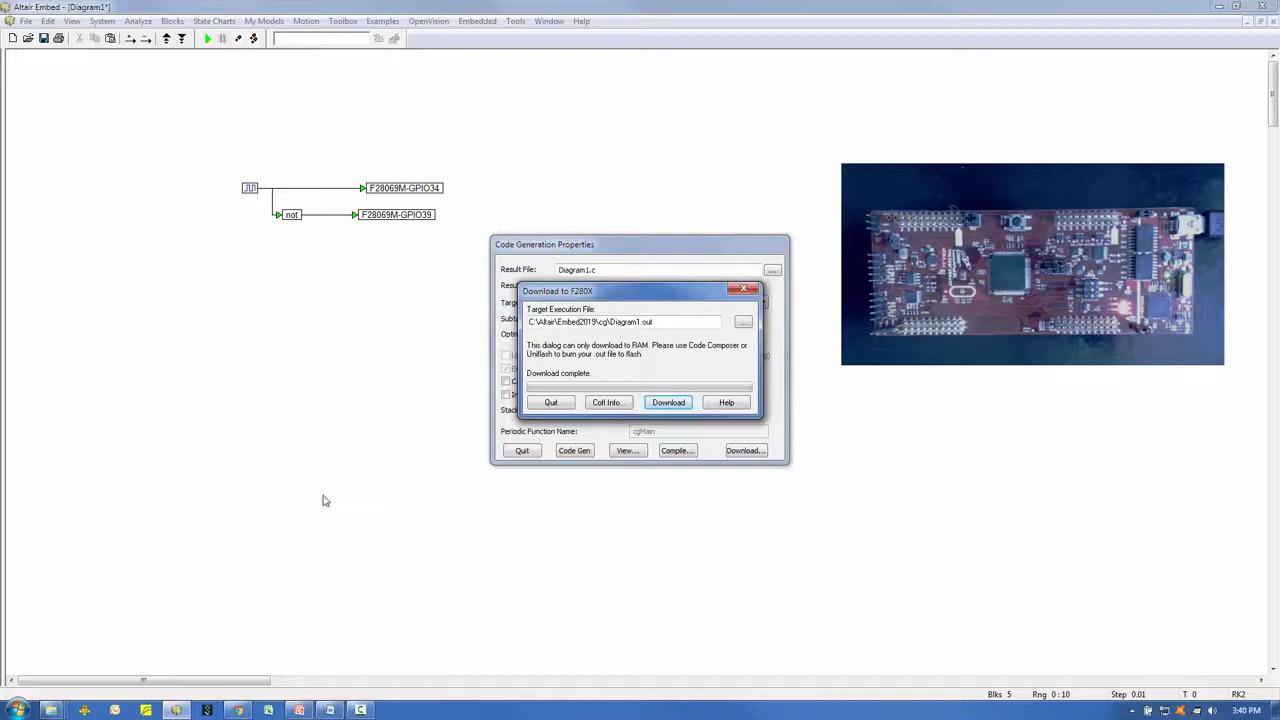 Altair Embed - [Diagram1*]
File Edit View System Analyze Blocks State Charts My Models Motion Toolbox Examples OpenVision Embedded Tools Window Help
F28069M-GPIO34
not F28069M-GPIO39
Code Generation Properties
Result File: Diagram1.c ...
Download to F280X
Target Execution File:
C:\Altair\Embed2019\cg\Diagram1.out ...
This dialog can only download to RAM. Please use Code Composer or
Uniflash to burn your .out file to flash.
Download complete.
Quit Coff Info... Download Help
Periodic Function Name: cgMain
Quit Code Gen View... Compile... Download...
Blks 5 Rng 0 : 10 Step 0.01 T 0 RK2
3:40 PM